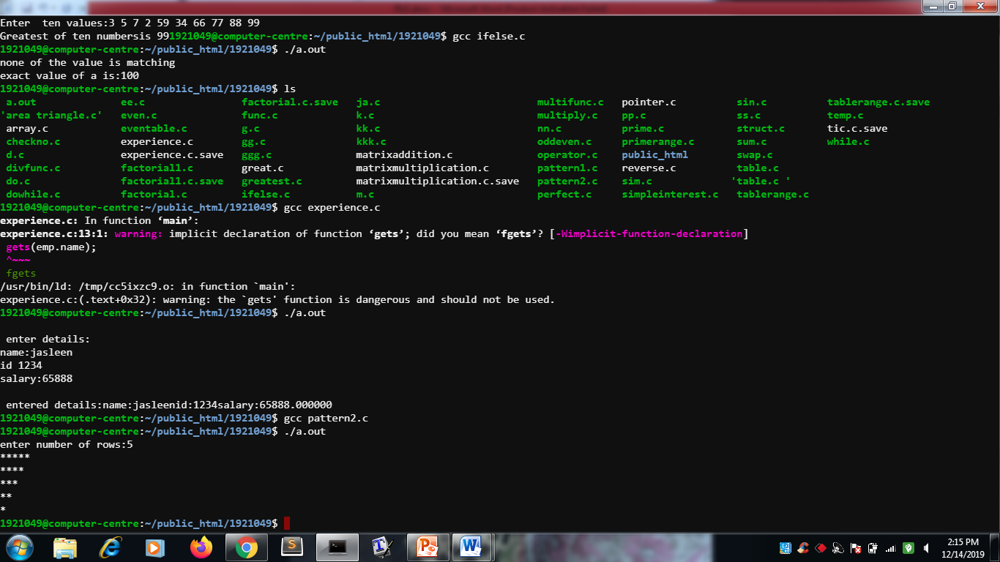 Enter  ten values:3 5 7 2 59 34 66 77 88 99
Greatest of ten numbersis 991921049@computer-centre:~/public_html/1921049$ gcc ifelse.c
1921049@computer-centre:~/public_html/1921049$ ./a.out
none of the value is matching
exact value of a is:100
1921049@computer-centre:~/public_html/1921049$ ls
 a.out             ee.c                factorial.c.save   ja.c                         multifunc.c   pointer.c          sin.c           tablerange.c.save
'area triangle.c'   even.c              func.c             k.c                          multiply.c    pp.c               ss.c            temp.c
 array.c           eventable.c         g.c                kk.c                         nn.c          prime.c            struct.c        tic.c.save
 checkno.c         experience.c        gg.c               kkk.c                        oddeven.c     primerange.c       sum.c           while.c
 d.c               experience.c.save   ggg.c              matrixaddition.c             operator.c    public_html        swap.c
 divfunc.c         factorial1.c        great.c            matrixmultiplication.c       pattern1.c    reverse.c          table.c
 do.c              factorial1.c.save   greatest.c         matrixmultiplication.c.save  pattern2.c    sim.c             'table.c '
 dowhile.c         factorial.c         ifelse.c           m.c                          perfect.c     simpleinterest.c   tablerange.c
1921049@computer-centre:~/public_html/1921049$ gcc experience.c
experience.c: In function ‘main’:
experience.c:13:1: warning: implicit declaration of function ‘gets’; did you mean ‘fgets’? [-Wimplicit-function-declaration]
 gets(emp.name);
 ^~~~
 fgets
/usr/bin/ld: /tmp/cc5ixzc9.o: in function `main':
experience.c:(.text+0x32): warning: the `gets' function is dangerous and should not be used.
1921049@computer-centre:~/public_html/1921049$ ./a.out
 enter details:
name:jasleen
id 1234
salary:65888
 entered details:name:jasleenid:1234salary:65888.000000
1921049@computer-centre:~/public_html/1921049$ gcc pattern2.c
1921049@computer-centre:~/public_html/1921049$ ./a.out
enter number of rows:5
*****
****
***
**
*
1921049@computer-centre:~/public_html/1921049$
2:15 PM
12/14/2019